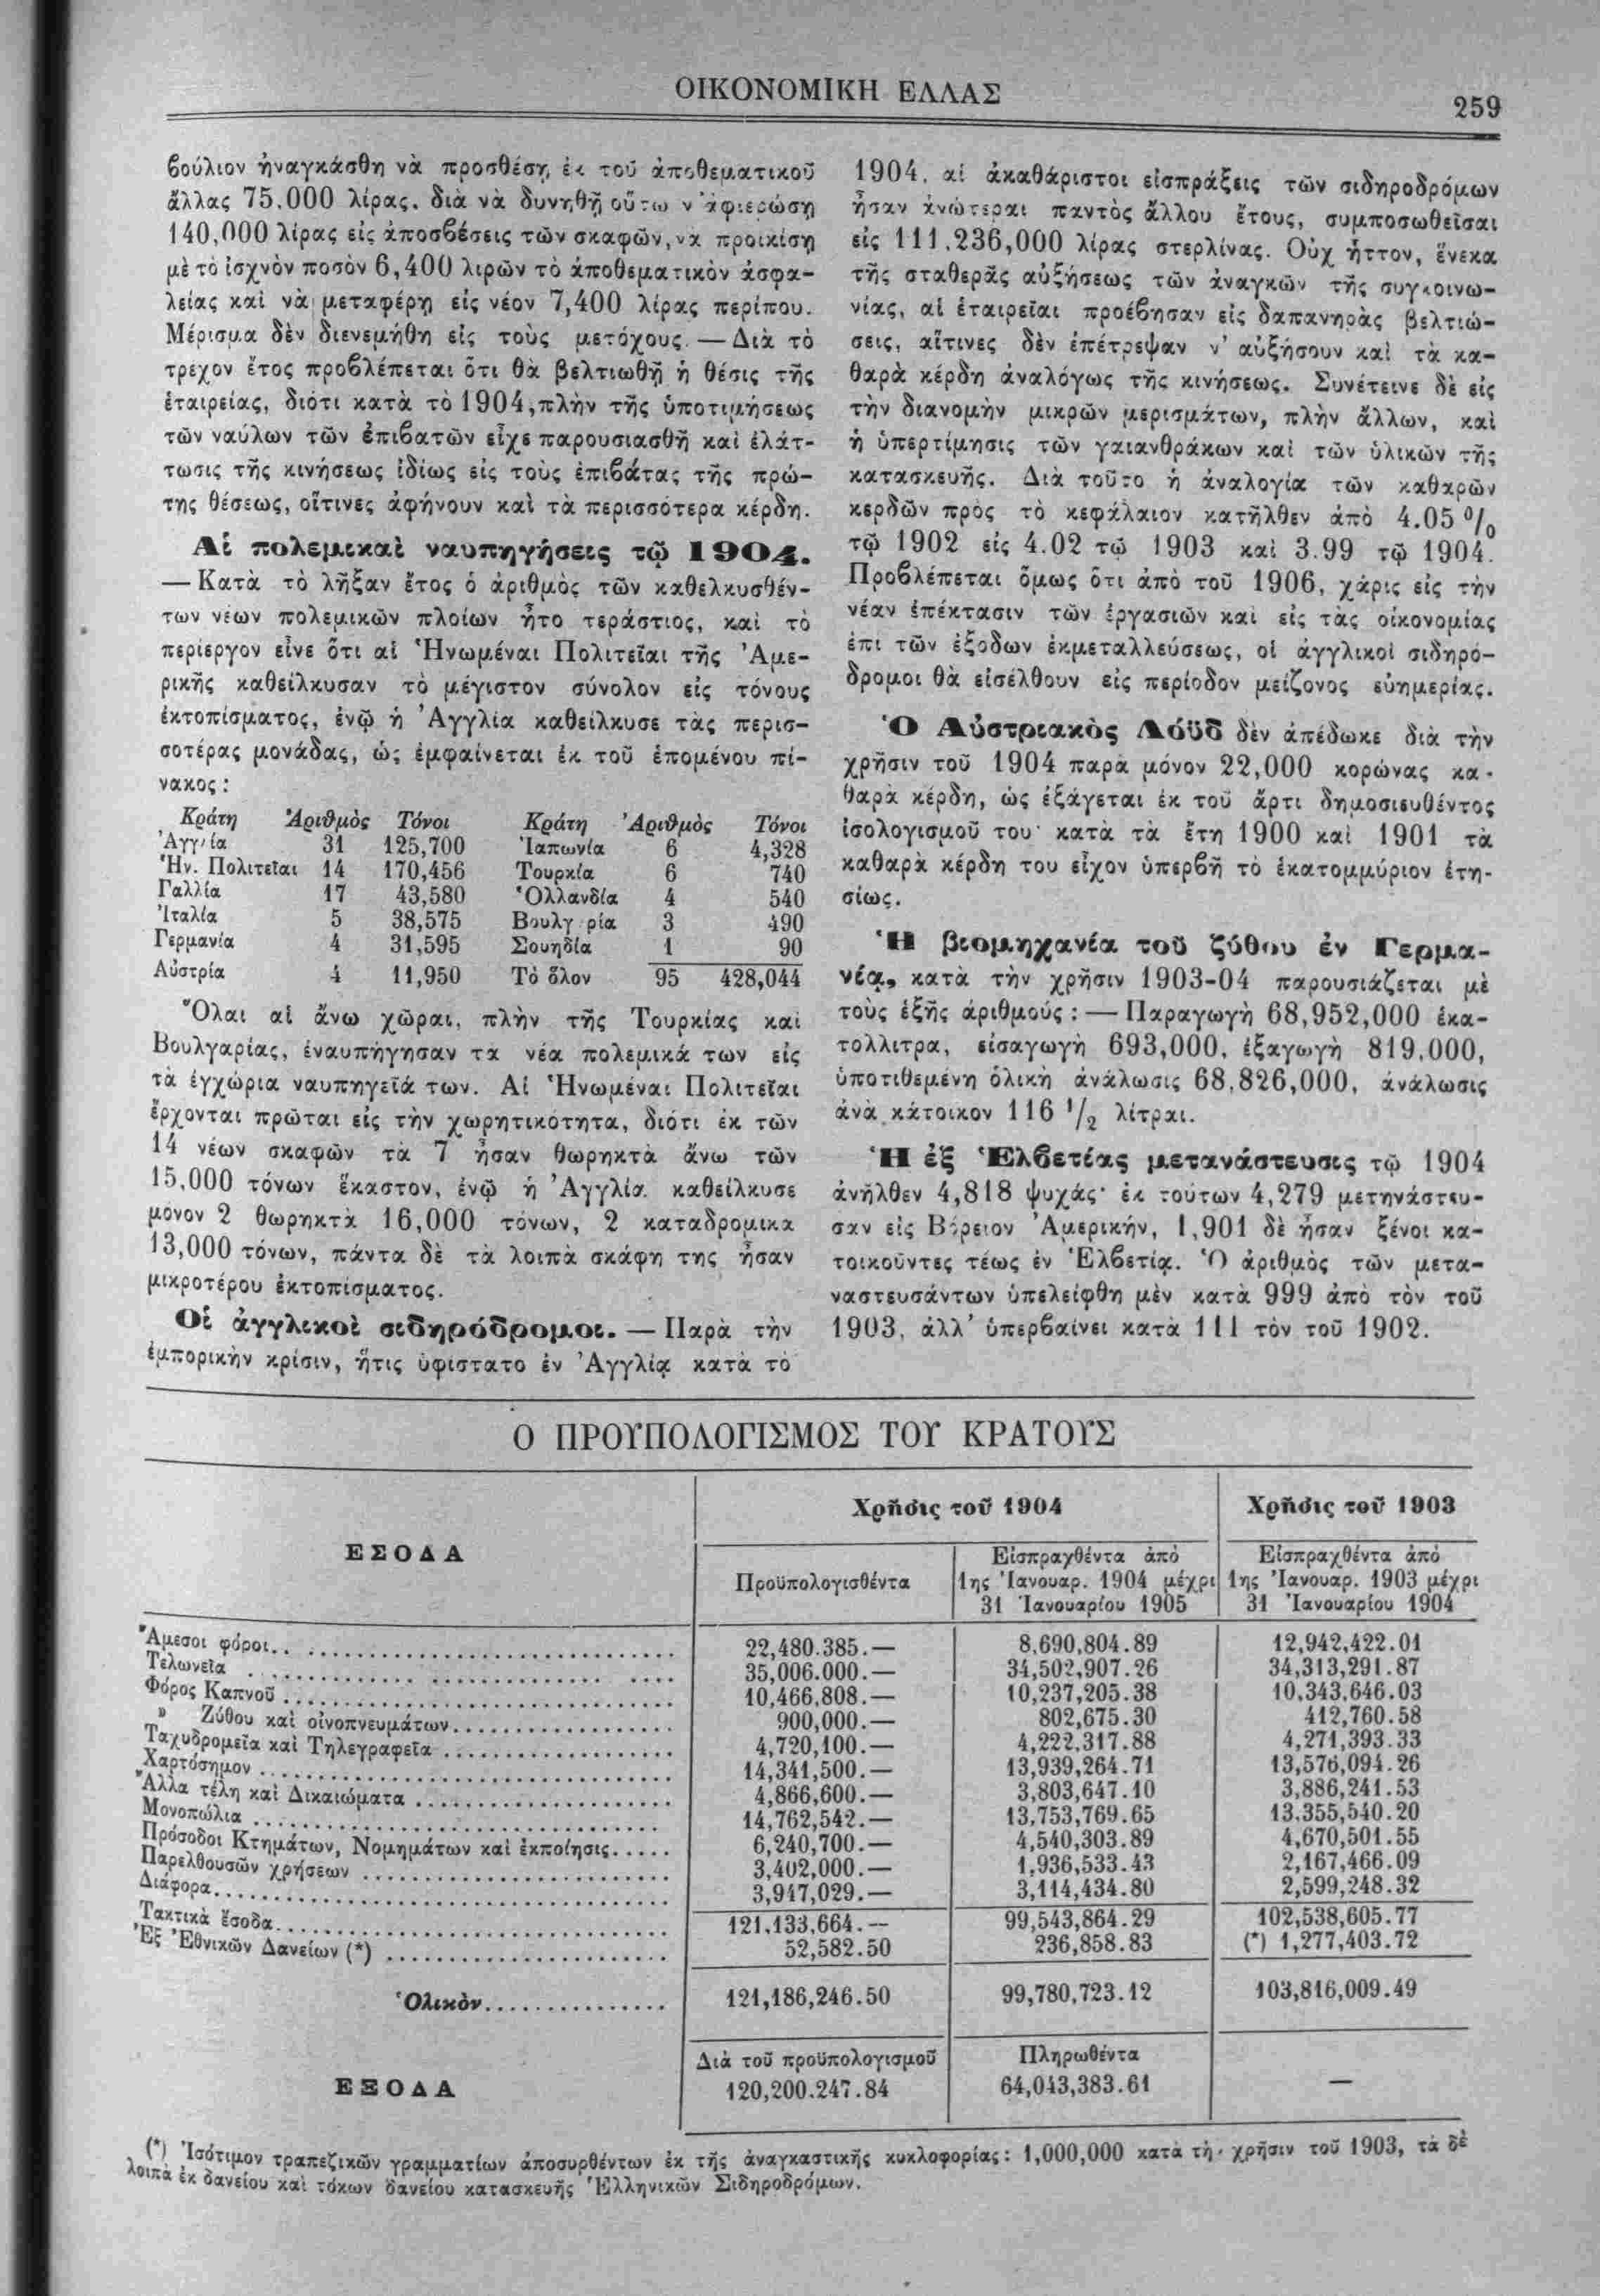 ΟΙΚΟΝΟΜΙΚΗ ΕΛΛΑΣ
259
βούλιον ἠναγκάσθη νὰ προσθέσῃ ἐκ τοῦ ἀποθεματικοῦ
ἄλλας 75,000 λίρας, διὰ νὰ δυνηθῇ οὕτω ν' ἀφιερώσῃ
140,000 λίρας εἰς ἀποσβέσεις τῶν σκαφῶν, νὰ προικίσῃ
μὲ τὸ ἰσχνὸν ποσὸν 6,400 λιρῶν τὸ ἀποθεματικὸν ἀσφα-
λείας καὶ νὰ μεταφέρῃ εἰς νέον 7,400 λίρας περίπου.
Μέρισμα δὲν διενεμήθη εἰς τοὺς μετόχους. — Διὰ τὸ
τρέχον ἔτος προβλέπεται ὅτι θὰ βελτιωθῇ ἡ θέσις τῆς
ἑταιρείας, διότι κατὰ τὸ 1904, πλὴν τῆς ὑποτιμήσεως
τῶν ναύλων τῶν ἐπιβατῶν εἶχε παρουσιασθῆ καὶ ἐλάτ-
τωσις τῆς κινήσεως ἰδίως εἰς τοὺς ἐπιβάτας τῆς πρώ-
της θέσεως, οἵτινες ἀφήνουν καὶ τὰ περισσότερα κέρδη.
Αἱ πολεμικαὶ ναυπηγήσεις τῷ 1904.
— Κατὰ τὸ λῆξαν ἔτος ὁ ἀριθμὸς τῶν καθελκυσθέν-
των νέων πολεμικῶν πλοίων ἦτο τεράστιος, καὶ τὸ
περίεργον εἶνε ὅτι αἱ Ἡνωμέναι Πολιτεῖαι τῆς Ἀμε-
ρικῆς καθείλκυσαν τὸ μέγιστον σύνολον εἰς τόνους
ἐκτοπίσματος, ἐνῷ ἡ Ἀγγλία καθείλκυσε τὰς περισ-
σοτέρας μονάδας, ὡς ἐμφαίνεται ἐκ τοῦ ἑπομένου πί-
νακος :
Κράτη Ἀριθμὸς Τόνοι Κράτη Ἀριθμὸς Τόνοι
Ἀγγλία 31 125,700 Ἰαπωνία 6 4,328
Ἡν. Πολιτεῖαι 14 170,456 Τουρκία 6 740
Γαλλία 17 43,580 Ὁλλανδία 4 540
Ἰταλία 5 38,575 Βουλγαρία 3 490
Γερμανία 4 31,595 Σουηδία 1 90
Αὐστρία 4 11,950 Τὸ ὅλον 95 428,044
Ὅλαι αἱ ἄνω χῶραι, πλὴν τῆς Τουρκίας καὶ
Βουλγαρίας, ἐναυπήγησαν τὰ νέα πολεμικά των εἰς
τὰ ἐγχώρια ναυπηγεῖά των. Αἱ Ἡνωμέναι Πολιτεῖαι
ἔρχονται πρῶται εἰς τὴν χωρητικότητα, διότι ἐκ τῶν
14 νέων σκαφῶν τὰ 7 ἦσαν θωρηκτὰ ἄνω τῶν
15,000 τόνων ἕκαστον, ἐνῷ ἡ Ἀγγλία καθείλκυσε
μόνον 2 θωρηκτὰ 16,000 τόνων, 2 καταδρομικὰ
13,000 τόνων, πάντα δὲ τὰ λοιπὰ σκάφη της ἦσαν
μικροτέρου ἐκτοπίσματος.
Οἱ ἀγγλικοὶ σιδηρόδρομοι. — Παρὰ τὴν
ἐμπορικὴν κρίσιν, ἥτις ὑφίστατο ἐν Ἀγγλίᾳ κατὰ τὸ
1904, αἱ ἀκαθάριστοι εἰσπράξεις τῶν σιδηροδρόμων
ἦσαν ἀνώτεραι παντὸς ἄλλου ἔτους, συμποσωθεῖσαι
εἰς 111,236,000 λίρας στερλίνας. Οὐχ ἧττον, ἕνεκα
τῆς σταθερᾶς αὐξήσεως τῶν ἀναγκῶν τῆς συγκοινω-
νίας, αἱ ἑταιρεῖαι προέβησαν εἰς δαπανηρὰς βελτιώ-
σεις, αἵτινες δὲν ἐπέτρεψαν ν' αὐξήσουν καὶ τὰ κα-
θαρὰ κέρδη ἀναλόγως τῆς κινήσεως. Συνέτεινε δὲ εἰς
τὴν διανομὴν μικρῶν μερισμάτων, πλὴν ἄλλων, καὶ
ἡ ὑπερτίμησις τῶν γαιανθράκων καὶ τῶν ὑλικῶν τῆς
κατασκευῆς. Διὰ τοῦτο ἡ ἀναλογία τῶν καθαρῶν
κερδῶν πρὸς τὸ κεφάλαιον κατῆλθεν ἀπὸ 4.05 %
τῷ 1902 εἰς 4.02 τῷ 1903 καὶ 3.99 τῷ 1904.
Προβλέπεται ὅμως ὅτι ἀπὸ τοῦ 1906, χάρις εἰς τὴν
νέαν ἐπέκτασιν τῶν ἐργασιῶν καὶ εἰς τὰς οἰκονομίας
ἐπὶ τῶν ἐξόδων ἐκμεταλλεύσεως, οἱ ἀγγλικοὶ σιδηρό-
δρομοι θὰ εἰσέλθουν εἰς περίοδον μείζονος εὐημερίας.
Ὁ Αὐστριακὸς Λόϋδ δὲν ἀπέδωκε διὰ τὴν
χρῆσιν τοῦ 1904 παρὰ μόνον 22,000 κορώνας κα-
θαρὰ κέρδη, ὡς ἐξάγεται ἐκ τοῦ ἄρτι δημοσιευθέντος
ἰσολογισμοῦ του· κατὰ τὰ ἔτη 1900 καὶ 1901 τὰ
καθαρὰ κέρδη του εἶχον ὑπερβῆ τὸ ἑκατομμύριον ἐτη-
σίως.
Ἡ βιομηχανία τοῦ ζύθου ἐν Γερμα-
νίᾳ, κατὰ τὴν χρῆσιν 1903-04 παρουσιάζεται μὲ
τοὺς ἑξῆς ἀριθμούς : — Παραγωγὴ 68,952,000 ἑκα-
τολλιτρα, εἰσαγωγὴ 693,000, ἐξαγωγὴ 819,000,
ὑποτιθεμένη ὁλικὴ ἀνάλωσις 68,826,000, ἀνάλωσις
ἀνὰ κάτοικον 116 1/2 λίτραι.
Ἡ ἐξ Ἑλβετίας μετανάστευσις τῷ 1904
ἀνῆλθεν 4,818 ψυχάς· ἐκ τούτων 4,279 μετηνάστευ-
σαν εἰς Βόρειον Ἀμερικήν, 1,901 δὲ ἦσαν ξένοι κα-
τοικοῦντες τέως ἐν Ἑλβετίᾳ. Ὁ ἀριθμὸς τῶν μετα-
ναστευσάντων ὑπελείφθη μὲν κατὰ 999 ἀπὸ τὸν τοῦ
1903, ἀλλ' ὑπερβαίνει κατὰ 111 τὸν τοῦ 1902.
Ο ΠΡΟΥΠΟΛΟΓΙΣΜΟΣ ΤΟΥ ΚΡΑΤΟΥΣ
ΕΣΟΔΑ
Χρῆσις τοῦ 1904
Χρῆσις τοῦ 1903
Προϋπολογισθέντα
Εἰσπραχθέντα ἀπὸ
1ης Ἰανουαρ. 1904 μέχρι
31 Ἰανουαρίου 1905
Εἰσπραχθέντα ἀπὸ
1ης Ἰανουαρ. 1903 μέχρι
31 Ἰανουαρίου 1904
Ἄμεσοι φόροι 22,480.385.— 8,690,804.89 12,942,422.01
Τελωνεῖα 35,006.000.— 34,502,907.26 34,313,291.87
Φόρος Καπνοῦ 10,466,808.— 10,237,205.38 10,343,646.03
» Ζύθου καὶ οἰνοπνευμάτων 900,000.— 802,675.30 412,760.58
Ταχυδρομεῖα καὶ Τηλεγραφεῖα 4,720,100.— 4,222,317.88 4,271,393.33
Χαρτόσημον 14,341,500.— 13,939,264.71 13,576,094.26
Ἄλλα τέλη καὶ Δικαιώματα 4,866,600.— 3,803,647.10 3,886,241.53
Μονοπώλια 14,762,542.— 13,753,769.65 13.355,540.20
Πρόσοδοι Κτημάτων, Νομημάτων καὶ ἐκποίησις 6,240,700.— 4,540,303.89 4,670,501.55
Παρελθουσῶν χρήσεων 3,402,000.— 1,936,533.43 2,167,466.09
Διάφορα 3,947,029.— 3,114,434.80 2,599,248.32
Τακτικὰ ἔσοδα 121,133,664.— 99,543,864.29 102,538,605.77
Ἐξ Ἐθνικῶν Δανείων (*) 52,582.50 236,858.83 (*) 1,277,403.72
Ὁλικὸν 121,186,246.50 99,780,723.12 103,816,009.49
ΕΞΟΔΑ
Διὰ τοῦ προϋπολογισμοῦ
120,200.247.84
Πληρωθέντα
64,043,383.61
—
(*) Ἰσότιμον τραπεζικῶν γραμματίων ἀποσυρθέντων ἐκ τῆς ἀναγκαστικῆς κυκλοφορίας : 1,000,000 κατὰ τὴν χρῆσιν τοῦ 1903, τὰ δὲ
λοιπὰ ἐκ δανείου καὶ τόκων δανείου κατασκευῆς Ἑλληνικῶν Σιδηροδρόμων.